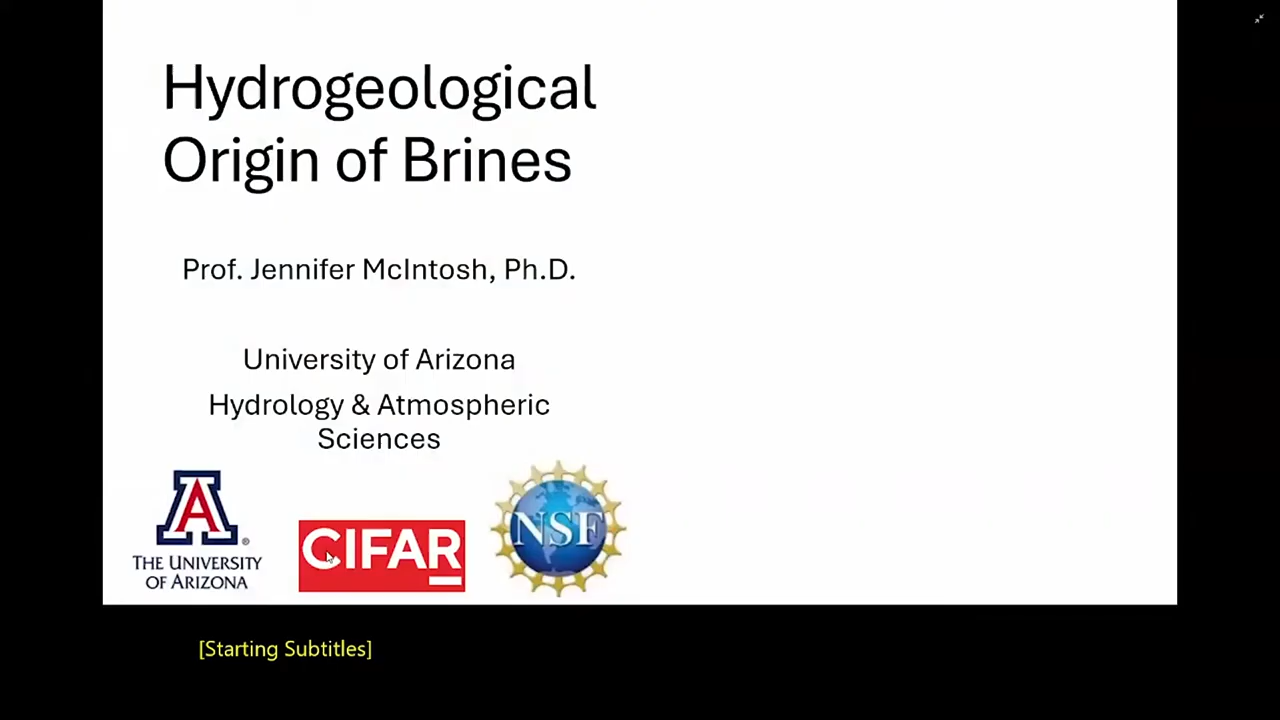 Hydrogeological
Origin of Brines
Prof. Jennifer McIntosh, Ph.D.
University of Arizona
Hydrology & Atmospheric
Sciences
A
THE UNIVERSITY
OF ARIZONA
CIFAR
NSF
[Starting Subtitles]